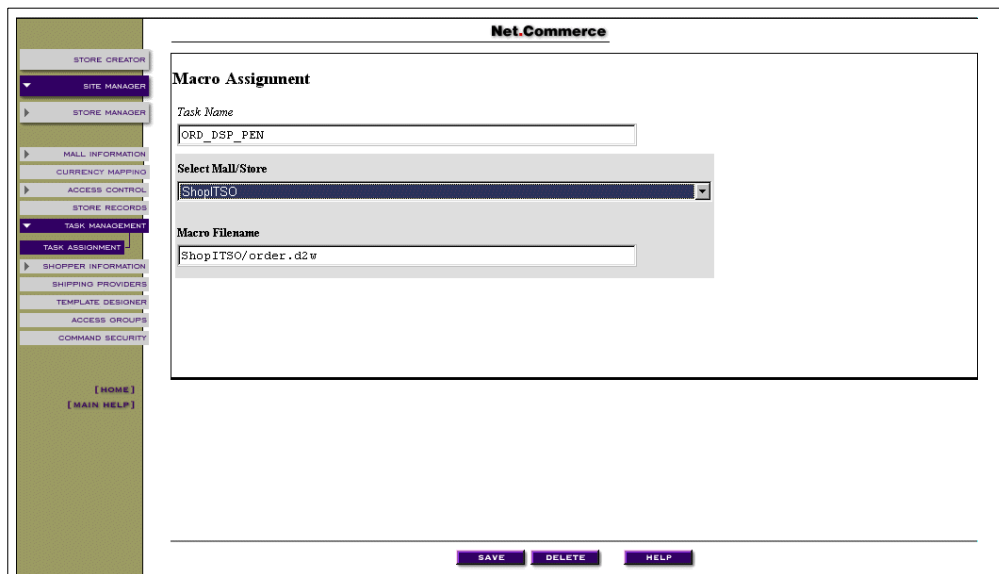 Net.Commerce
STORE CREATOR
SITE MANAGER
STORE MANAGER
MALL INFORMATION
CURRENCY MAPPING
ACCESS CONTROL
STORE RECORDS
TASK MANAGEMENT
TASK ASSIGNMENT
SHOPPER INFORMATION
SHIPPING PROVIDERS
TEMPLATE DESIGNER
ACCESS GROUPS
COMMAND SECURITY
[ HOME ]
[ MAIN HELP ]
Macro Assignment
Task Name
ORD_DSP_PEN
Select Mall/Store
ShopITSO
Macro Filename
ShopITSO/order.d2w
SAVE DELETE HELP